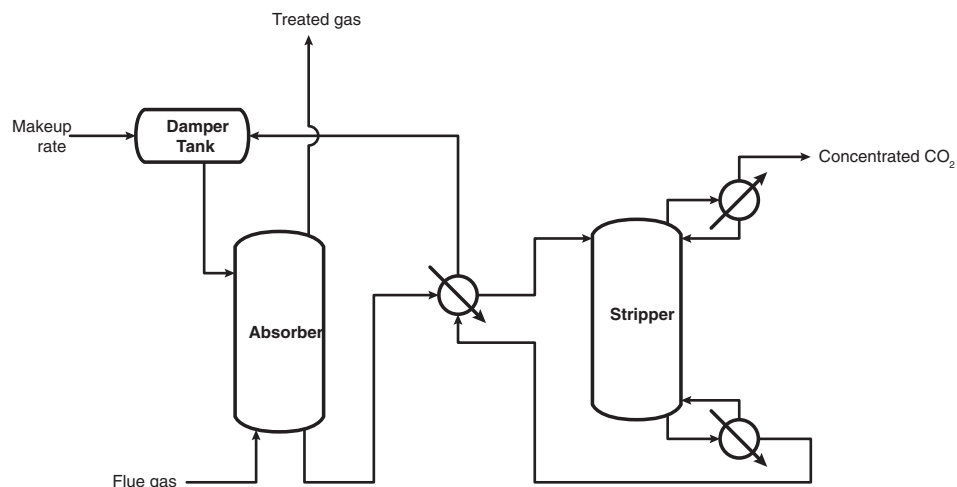 Treated gas
Makeup
rate
Damper
Tank
Concentrated CO₂
Absorber
Stripper
Flue gas